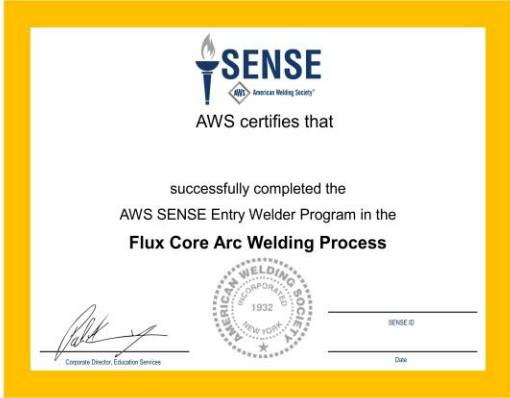 SENSE
AWS American Welding Society®
AWS certifies that
successfully completed the
AWS SENSE Entry Welder Program in the
Flux Core Arc Welding Process
AMERICAN WELDING SOCIETY
INCORPORATED
1932
NEW YORK
SENSE ID
Corporate Director, Education Services
Date